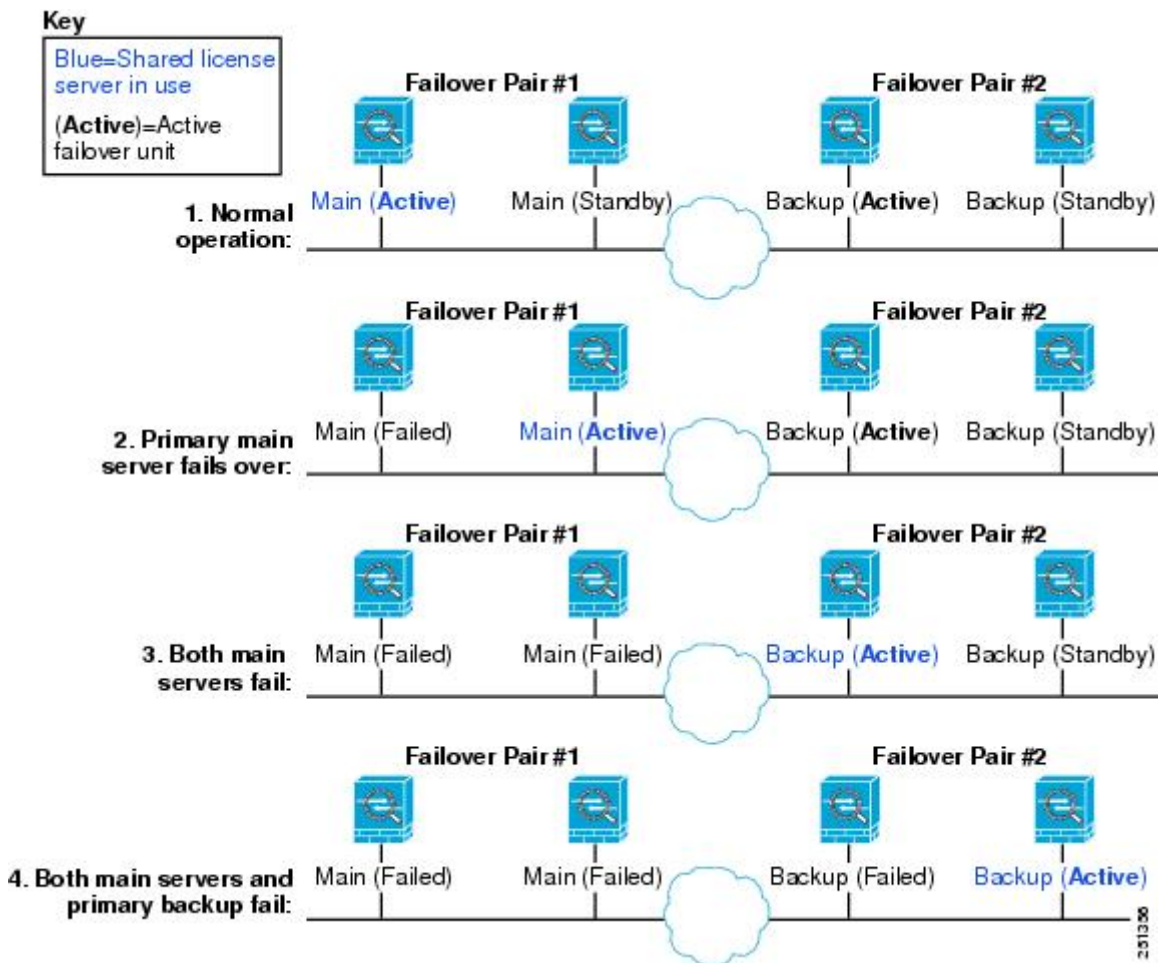 Key
Blue=Shared license
server in use
(Active)=Active
failover unit
Failover Pair #1
Failover Pair #2
1. Normal
operation:
Main (Active)
Main (Standby)
Backup (Active)
Backup (Standby)
Failover Pair #1
Failover Pair #2
2. Primary main
server fails over:
Main (Failed)
Main (Active)
Backup (Active)
Backup (Standby)
Failover Pair #1
Failover Pair #2
3. Both main
servers fail:
Main (Failed)
Main (Failed)
Backup (Active)
Backup (Standby)
Failover Pair #1
Failover Pair #2
4. Both main servers and
primary backup fail:
Main (Failed)
Main (Failed)
Backup (Failed)
Backup (Active)
251356